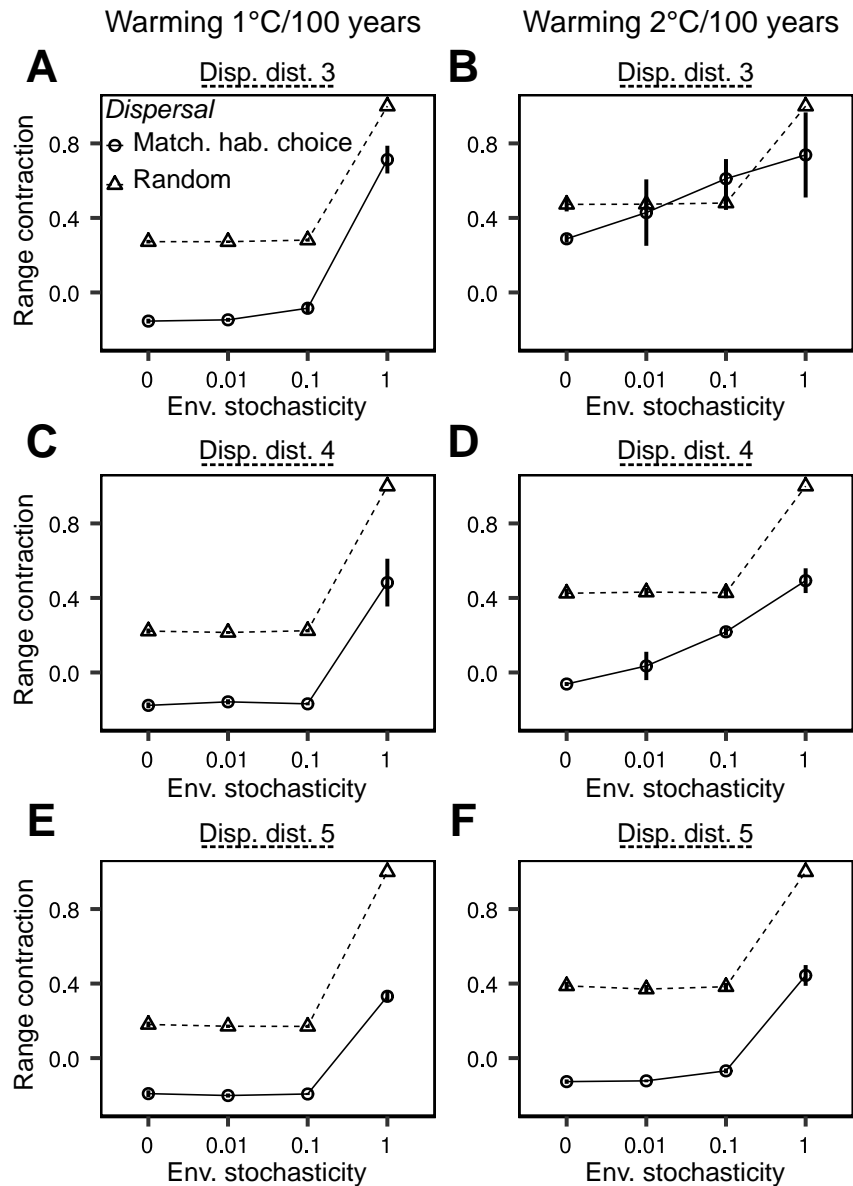 Warming 1°C/100 years
Warming 2°C/100 years
A
Disp. dist. 3
Dispersal
Match. hab. choice
Random
Range contraction
0.8
0.4
0.0
0 0.01 0.1 1
Env. stochasticity
B
Disp. dist. 3
0.8
0.4
0.0
0 0.01 0.1 1
Env. stochasticity
C
Disp. dist. 4
Range contraction
0.8
0.4
0.0
0 0.01 0.1 1
Env. stochasticity
D
Disp. dist. 4
0.8
0.4
0.0
0 0.01 0.1 1
Env. stochasticity
E
Disp. dist. 5
Range contraction
0.8
0.4
0.0
0 0.01 0.1 1
Env. stochasticity
F
Disp. dist. 5
0.8
0.4
0.0
0 0.01 0.1 1
Env. stochasticity